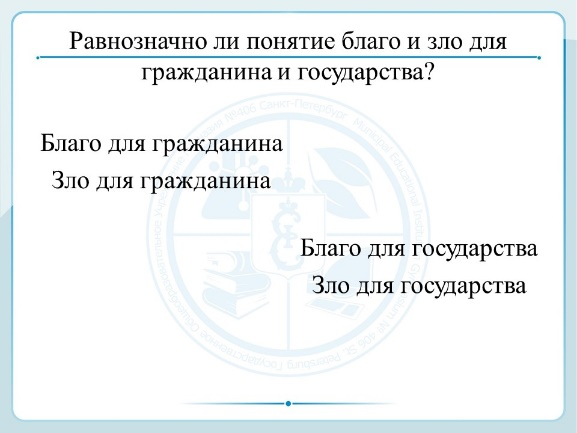 Равнозначно ли понятие благо и зло для
гражданина и государства?
Благо для гражданина
Зло для гражданина
Благо для государства
Зло для государства